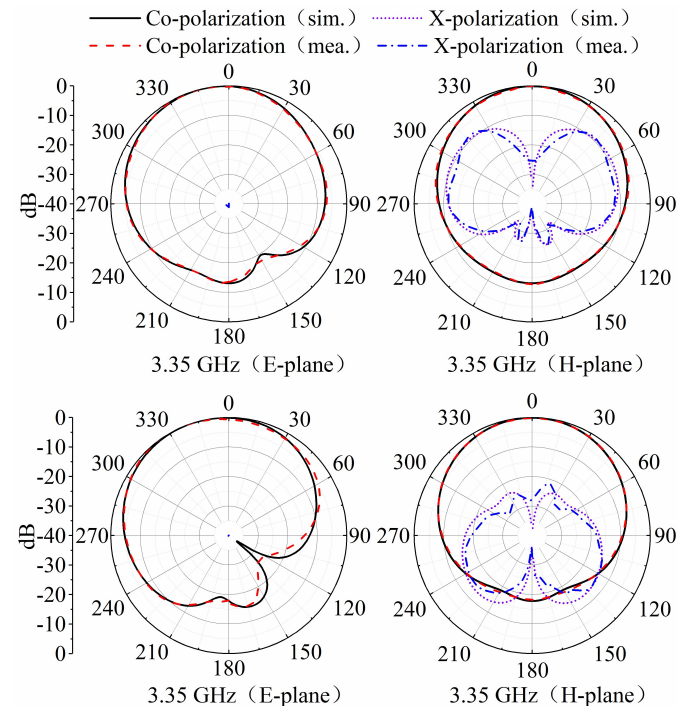 Co-polarization（sim.） X-polarization（sim.）
Co-polarization（mea.） X-polarization（mea.）
0 0 0
330 30 330 30
-10
300 60 300 60
-20
-30
dB -40 270 90 270 90
-30
240 120 240 120
-20
-10
210 150 210 150
0
180 180
3.35 GHz（E-plane） 3.35 GHz（H-plane）
0 0 0
330 30 330 30
-10
300 60 300 60
-20
-30
dB -40 270 90 270 90
-30
240 120 240 120
-20
-10
210 150 210 150
0
180 180
3.35 GHz（E-plane） 3.35 GHz（H-plane）